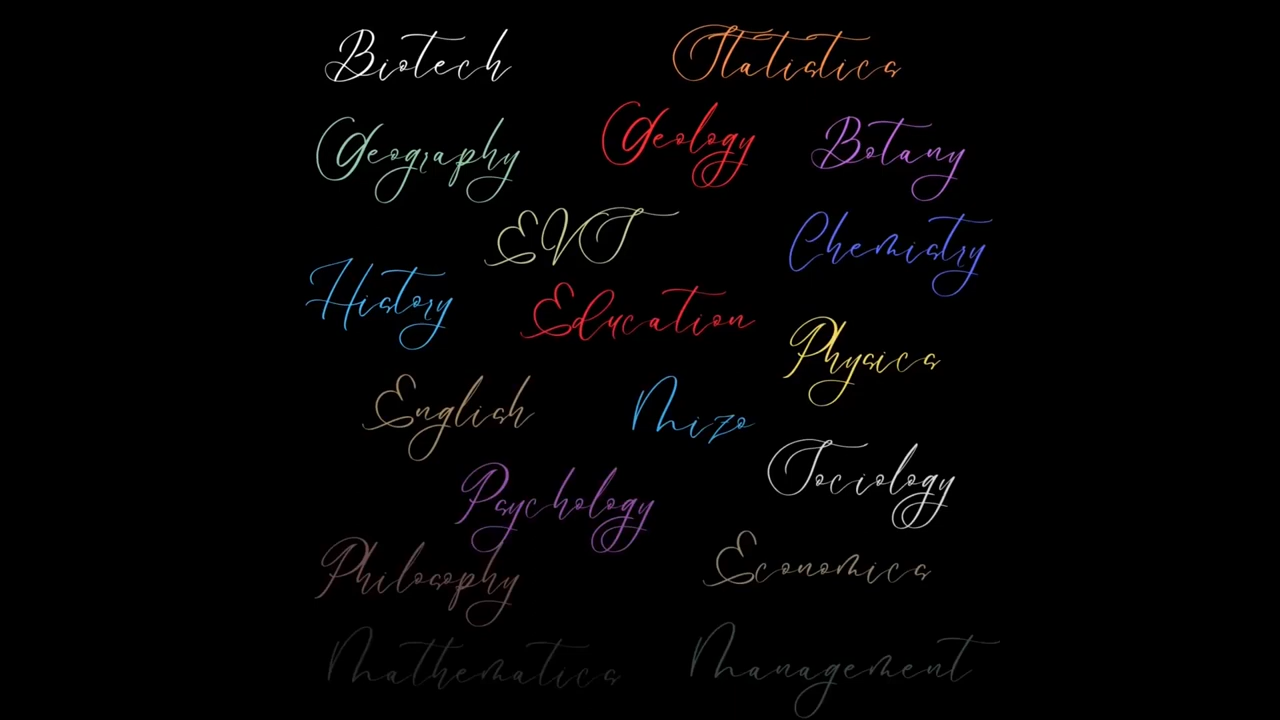 Biotech Statistics
Geography Geology Botany
EVS Chemistry
History Education
Physics
English Mizo
Sociology
Psychology
Economics
Philosophy
Mathematics Management